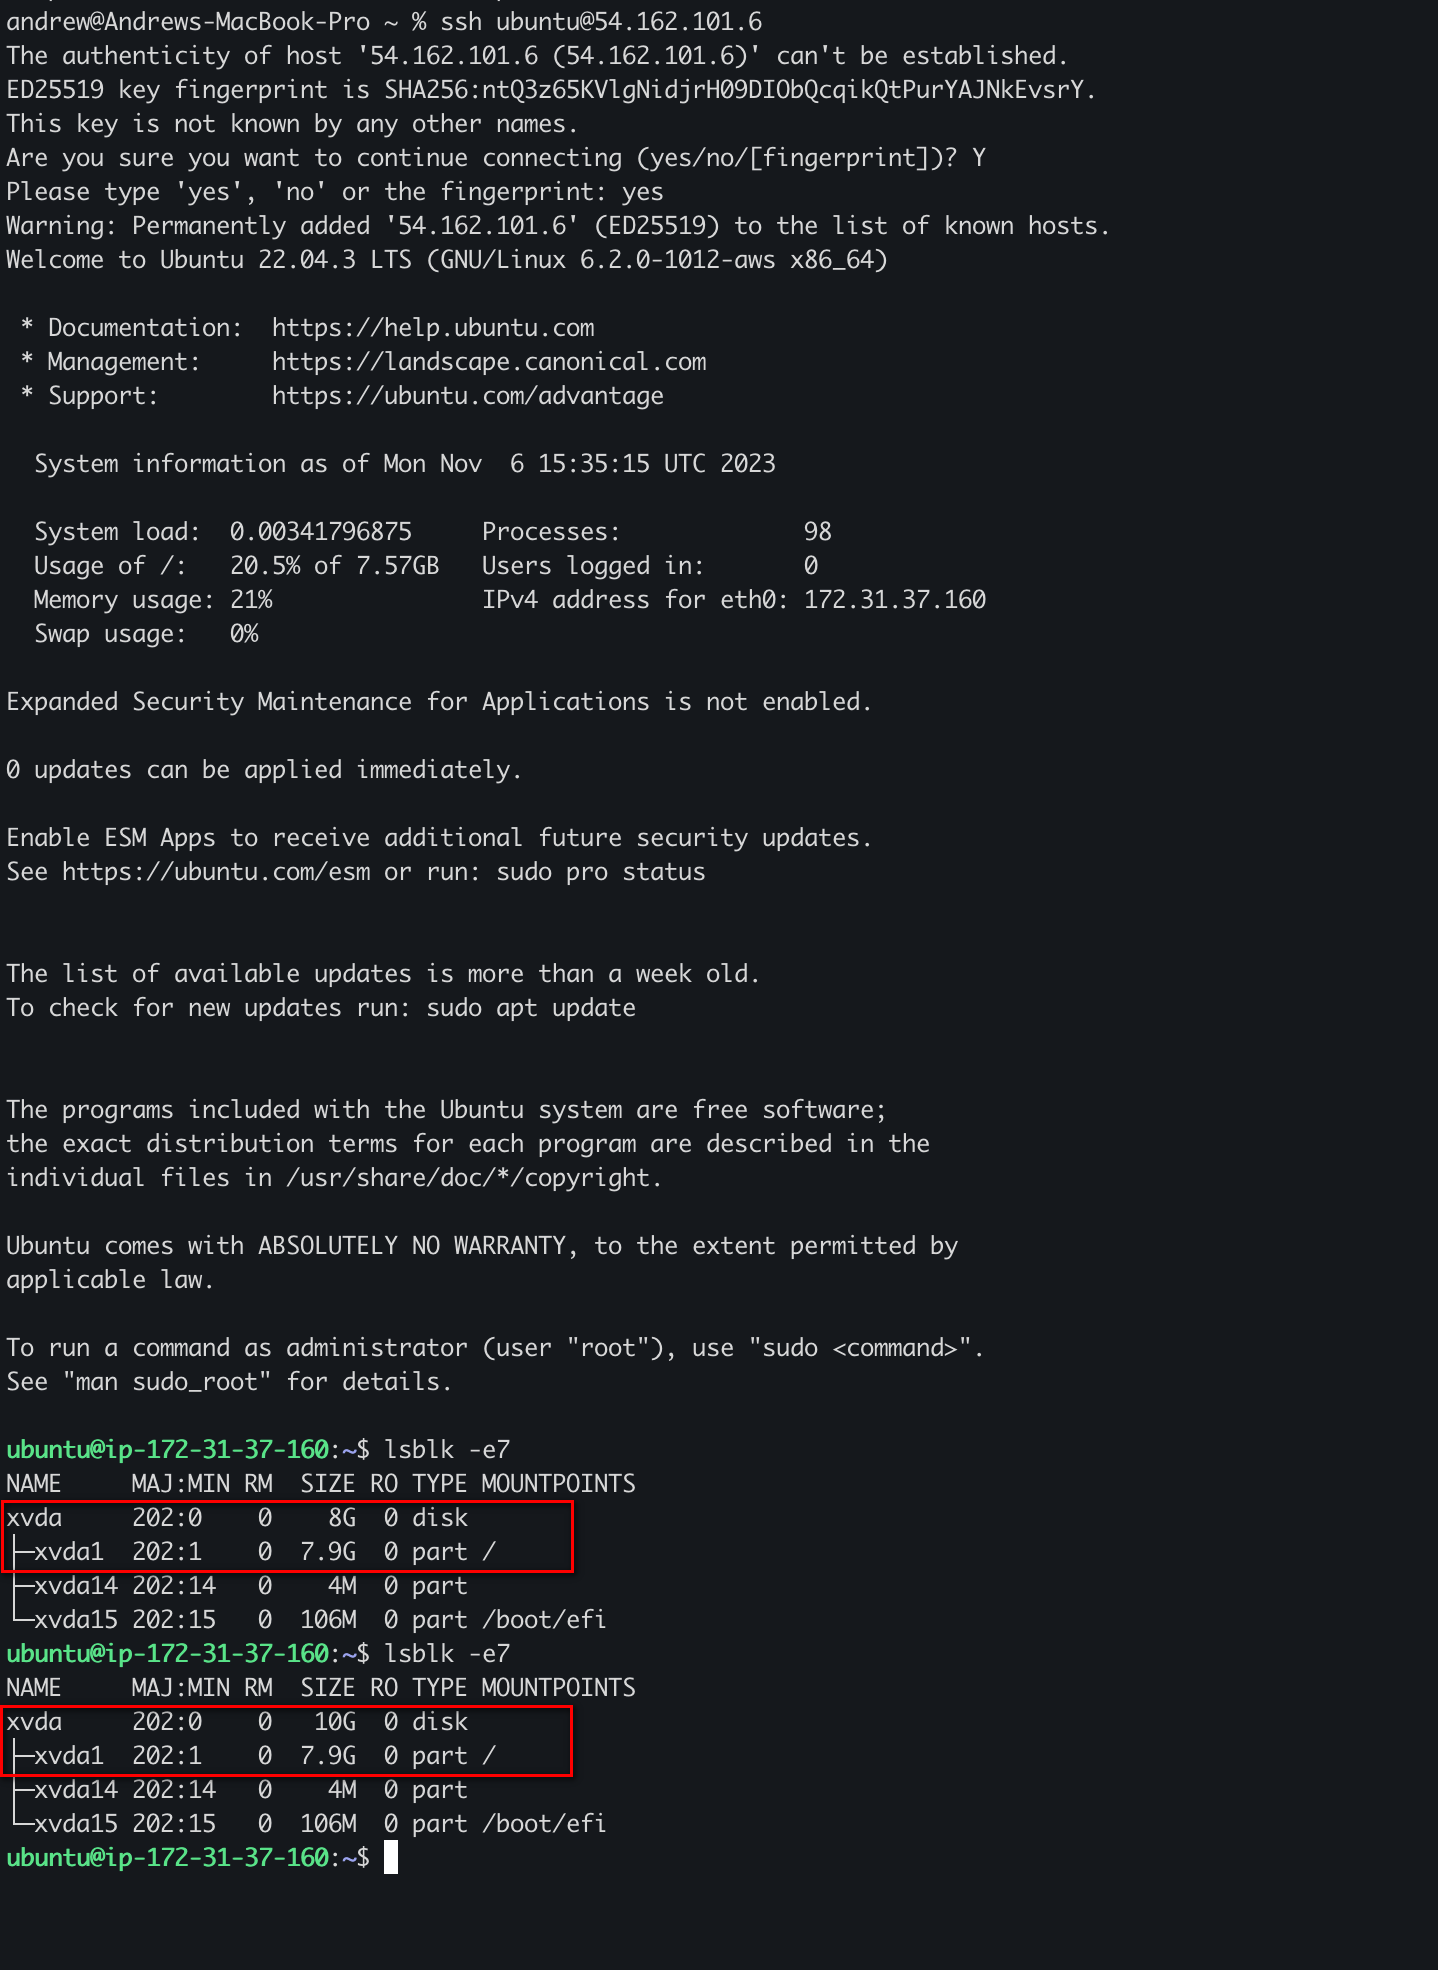 andrew@Andrews-MacBook-Pro ~ % ssh ubuntu@54.162.101.6
The authenticity of host '54.162.101.6 (54.162.101.6)' can't be established.
ED25519 key fingerprint is SHA256:ntQ3z65KVlgNidjrH09DIObQcqikQtPurYAJNkEvsrY.
This key is not known by any other names.
Are you sure you want to continue connecting (yes/no/[fingerprint])? Y
Please type 'yes', 'no' or the fingerprint: yes
Warning: Permanently added '54.162.101.6' (ED25519) to the list of known hosts.
Welcome to Ubuntu 22.04.3 LTS (GNU/Linux 6.2.0-1012-aws x86_64)

 * Documentation:  https://help.ubuntu.com
 * Management:     https://landscape.canonical.com
 * Support:        https://ubuntu.com/advantage

  System information as of Mon Nov  6 15:35:15 UTC 2023

  System load:  0.00341796875     Processes:             98
  Usage of /:   20.5% of 7.57GB   Users logged in:       0
  Memory usage: 21%               IPv4 address for eth0: 172.31.37.160
  Swap usage:   0%

Expanded Security Maintenance for Applications is not enabled.

0 updates can be applied immediately.

Enable ESM Apps to receive additional future security updates.
See https://ubuntu.com/esm or run: sudo pro status


The list of available updates is more than a week old.
To check for new updates run: sudo apt update


The programs included with the Ubuntu system are free software;
the exact distribution terms for each program are described in the
individual files in /usr/share/doc/*/copyright.

Ubuntu comes with ABSOLUTELY NO WARRANTY, to the extent permitted by
applicable law.

To run a command as administrator (user "root"), use "sudo <command>".
See "man sudo_root" for details.

ubuntu@ip-172-31-37-160:~$ lsblk -e7
NAME     MAJ:MIN RM  SIZE RO TYPE MOUNTPOINTS
xvda     202:0    0    8G  0 disk
├─xvda1  202:1    0  7.9G  0 part /
├─xvda14 202:14   0    4M  0 part
└─xvda15 202:15   0  106M  0 part /boot/efi
ubuntu@ip-172-31-37-160:~$ lsblk -e7
NAME     MAJ:MIN RM  SIZE RO TYPE MOUNTPOINTS
xvda     202:0    0   10G  0 disk
├─xvda1  202:1    0  7.9G  0 part /
├─xvda14 202:14   0    4M  0 part
└─xvda15 202:15   0  106M  0 part /boot/efi
ubuntu@ip-172-31-37-160:~$